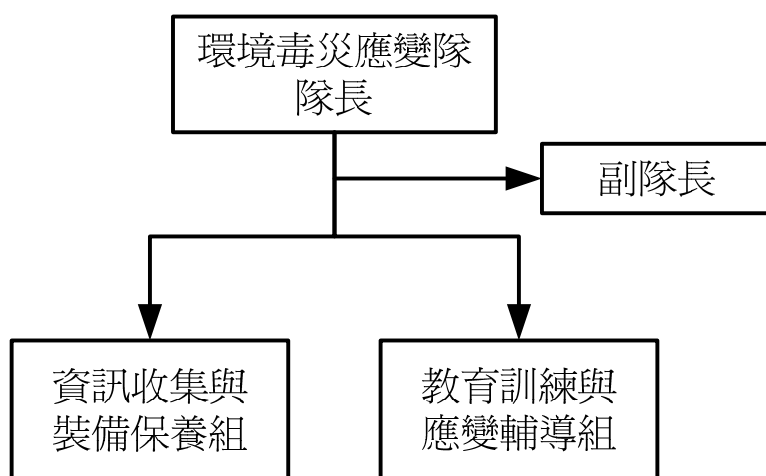 環境毒災應變隊
隊長
副隊長
資訊收集與
裝備保養組
教育訓練與
應變輔導組